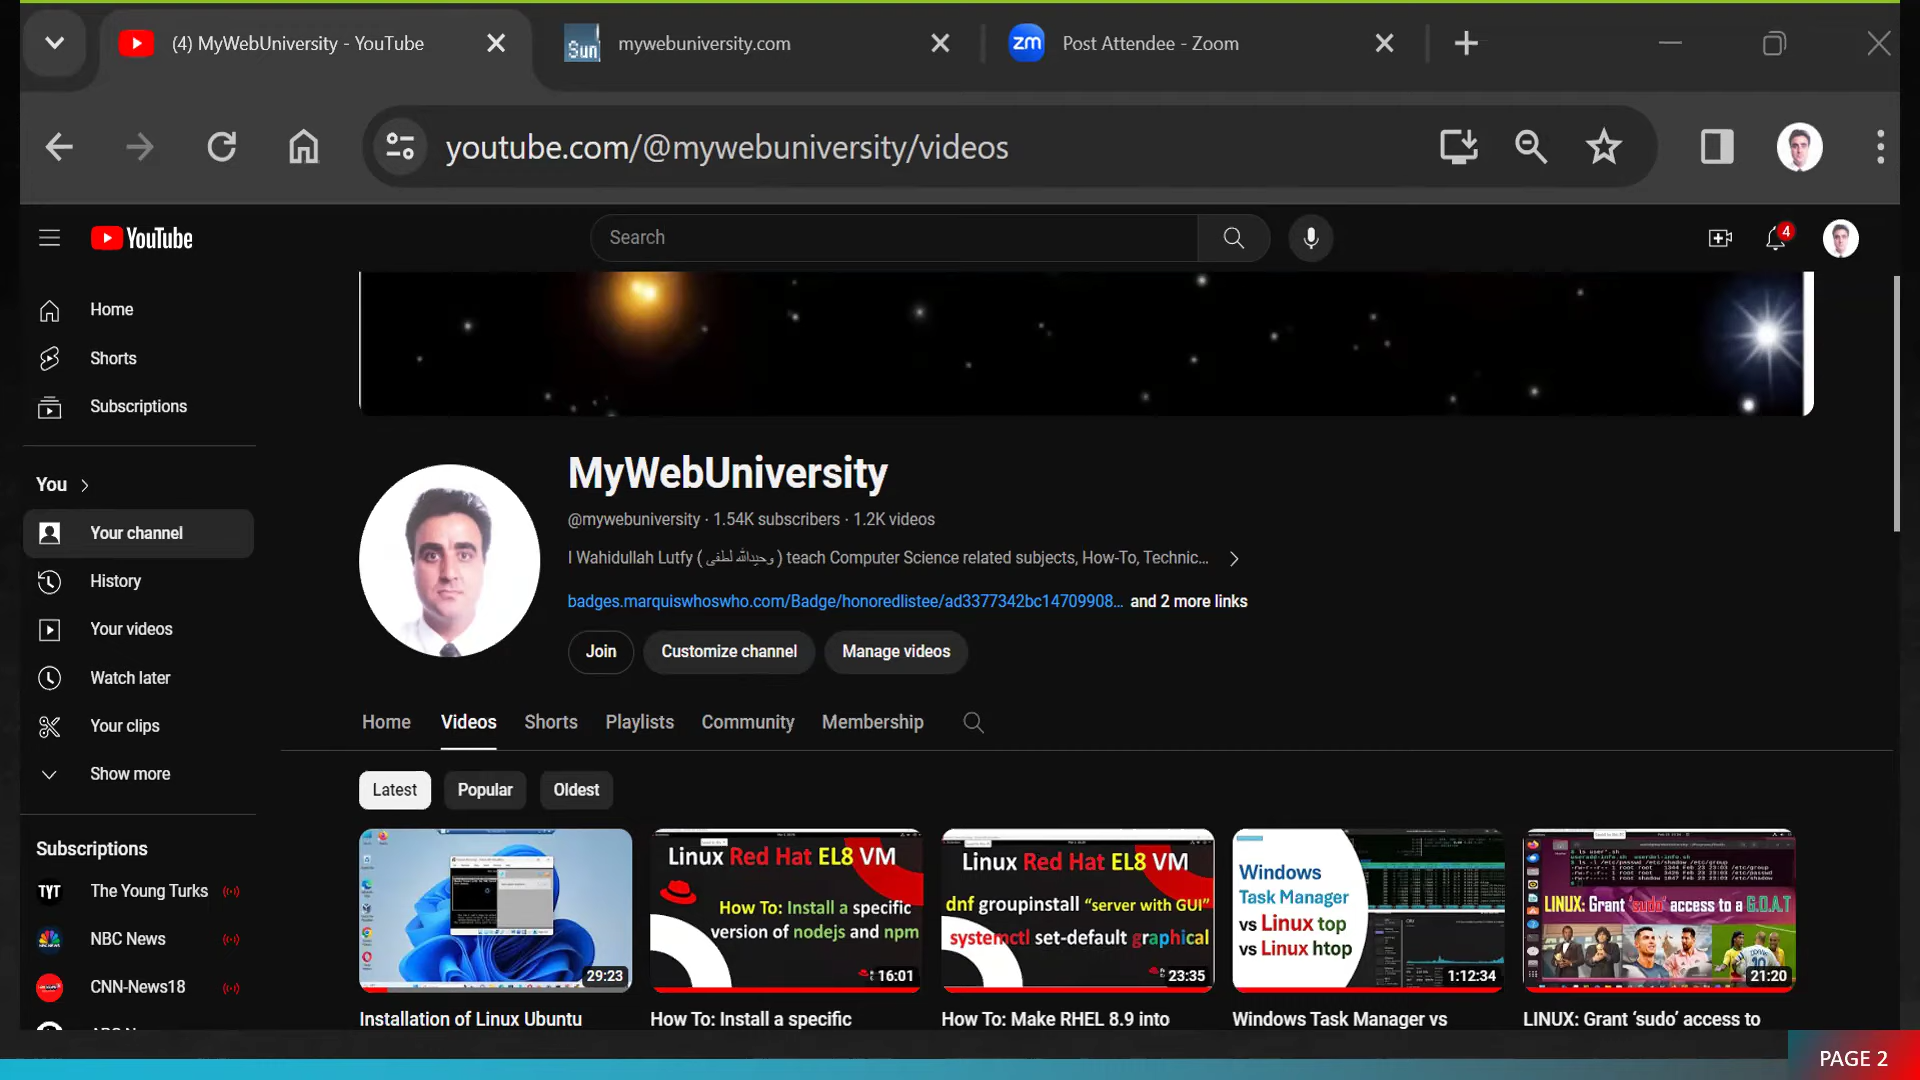 (4) MyWebUniversity - YouTube
Sun
mywebuniversity.com
zm
Post Attendee - Zoom
youtube.com/@mywebuniversity/videos
YouTube
Search
4
Home
Shorts
Subscriptions
You
Your channel
History
Your videos
Watch later
Your clips
Show more
Subscriptions
TYT The Young Turks
NBC News
CNN-News18
MyWebUniversity
@mywebuniversity · 1.54K subscribers · 1.2K videos
I Wahidullah Lutfy ( وحیدالله لطفی ) teach Computer Science related subjects, How-To, Technic...
badges.marquiswhoswho.com/Badge/honoredlistee/ad3377342bc14709908... and 2 more links
Join
Customize channel
Manage videos
Home
Videos
Shorts
Playlists
Community
Membership
Latest
Popular
Oldest
29:23
Installation of Linux Ubuntu
Linux Red Hat EL8 VM
How To: Install a specific
version of nodejs and npm
16:01
How To: Install a specific
Linux Red Hat EL8 VM
dnf groupinstall “server with GUI”
systemctl set-default graphical
23:35
How To: Make RHEL 8.9 into
Windows
Task Manager
vs Linux top
vs Linux htop
1:12:34
Windows Task Manager vs
LINUX: Grant 'sudo' access to a G.O.A.T
21:20
LINUX: Grant ‘sudo’ access to
PAGE 2